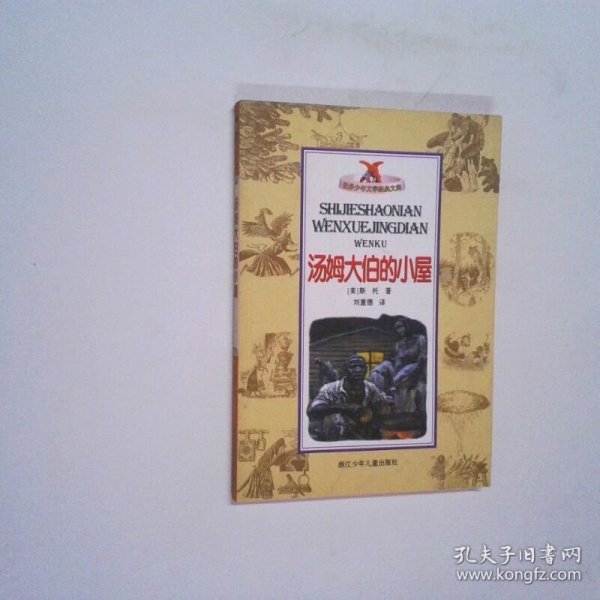 世界少年文学经典文库
SHIJIESHAONIAN
WENXUEJINGDIAN
WENKU
汤姆大伯的小屋
[美]斯 托 著
刘重德 译
浙江少年儿童出版社
孔夫子旧书网
www.kongfz.com